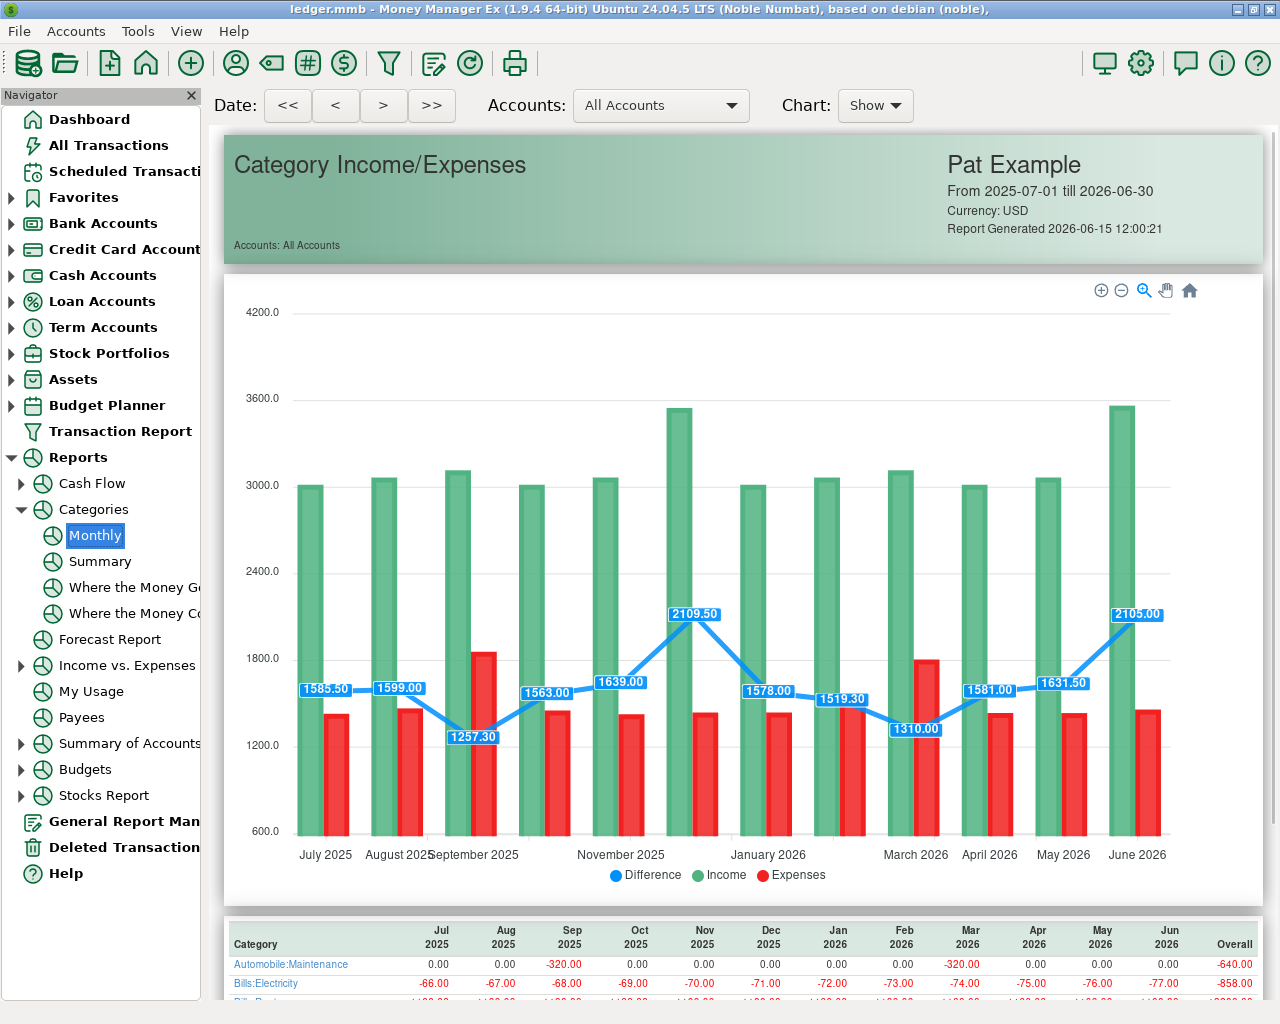 ledger.mmb - Money Manager Ex (1.9.4 64-bit) Ubuntu 24.04.5 LTS (Noble Numbat), based on debian (noble),
File Accounts Tools View Help
Navigator
Dashboard
All Transactions
Scheduled Transacti
Favorites
Bank Accounts
Credit Card Account
Cash Accounts
Loan Accounts
Term Accounts
Stock Portfolios
Assets
Budget Planner
Transaction Report
Reports
Cash Flow
Categories
Monthly
Summary
Where the Money G
Where the Money C
Forecast Report
Income vs. Expenses
My Usage
Payees
Summary of Accounts
Budgets
Stocks Report
General Report Man
Deleted Transaction
Help
Date: << < > >> Accounts: All Accounts Chart: Show
Category Income/Expenses
Accounts: All Accounts
Pat Example
From 2025-07-01 till 2026-06-30
Currency: USD
Report Generated 2026-06-15 12:00:21
4200.0
3600.0
3000.0
2400.0
1800.0
1200.0
600.0
1585.50 1599.00 1257.30 1563.00 1639.00 2109.50 1578.00 1519.30 1310.00 1581.00 1631.50 2105.00
July 2025 August 2025 September 2025 November 2025 January 2026 March 2026 April 2026 May 2026 June 2026
Difference Income Expenses
Category Jul 2025 Aug 2025 Sep 2025 Oct 2025 Nov 2025 Dec 2025 Jan 2026 Feb 2026 Mar 2026 Apr 2026 May 2026 Jun 2026 Overall
Automobile:Maintenance 0.00 0.00 -320.00 0.00 0.00 0.00 0.00 0.00 -320.00 0.00 0.00 0.00 -640.00
Bills:Electricity -66.00 -67.00 -68.00 -69.00 -70.00 -71.00 -72.00 -73.00 -74.00 -75.00 -76.00 -77.00 -858.00